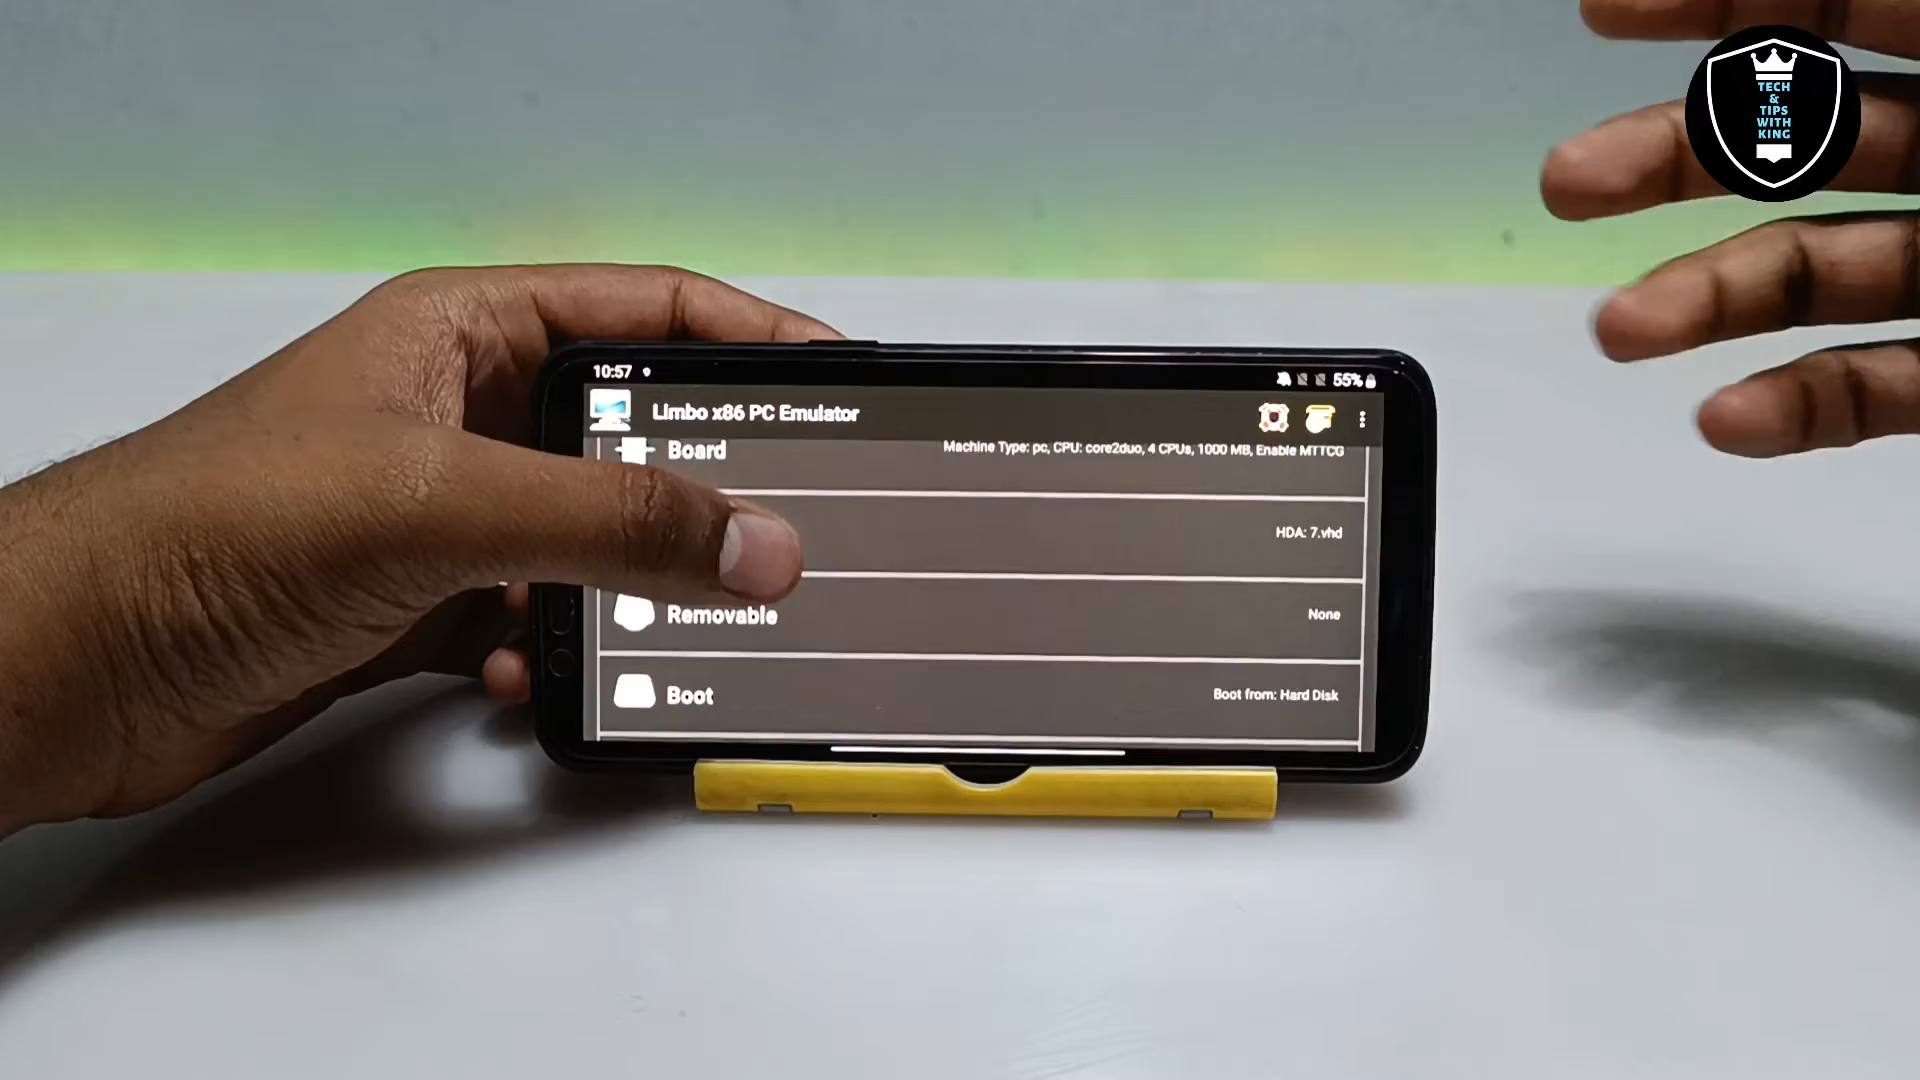 TECH
&
TIPS
WITH
KING
10:57
55%
Limbo x86 PC Emulator
Board
Machine Type: pc, CPU: core2duo, 4 CPUs, 1000 MB, Enable MTTCG
HDA: 7.vhd
Removable
None
Boot
Boot from: Hard Disk